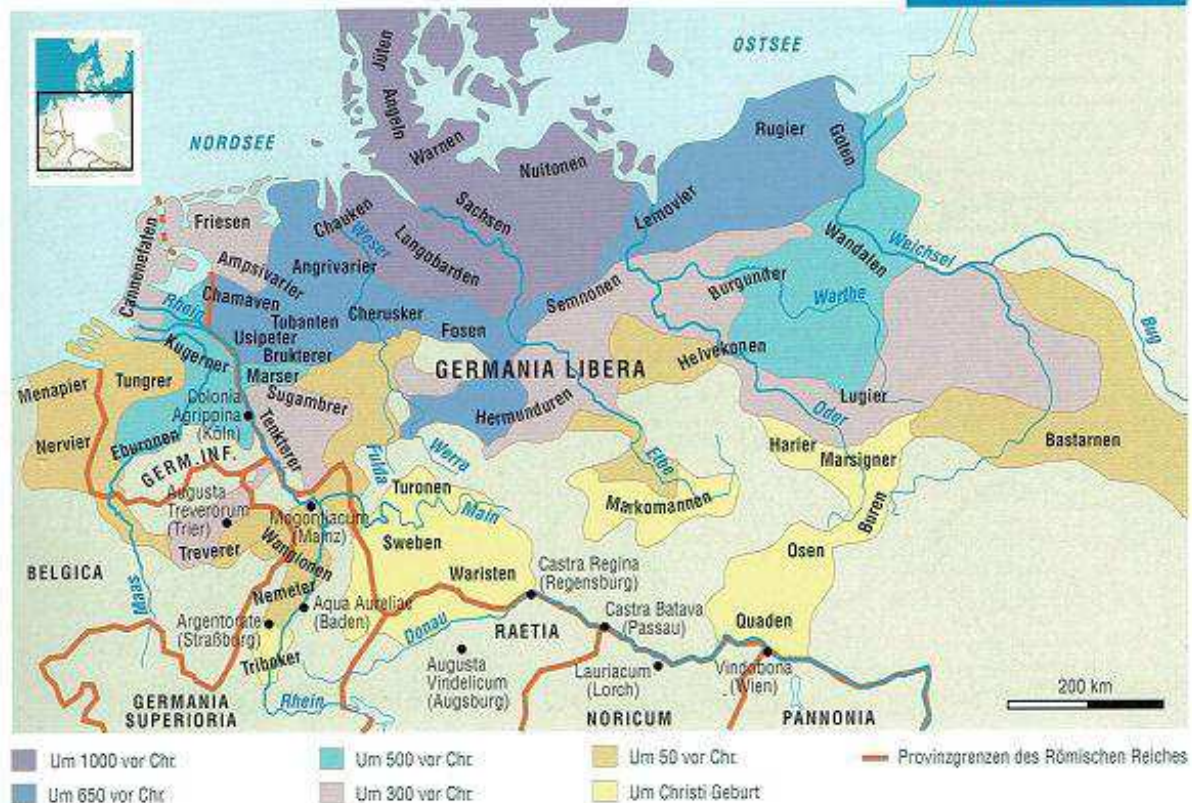 OSTSEE
NORDSEE
Jüten
Angeln
Warnen
Nuitonen
Rugier
Goten
Sachsen
Lemovier
Chauken
Weser
Langobarden
Friesen
Cannenefaten
Ampsivarier
Angrivarier
Wandalen
Weichsel
Burgunder
Semnonen
Warthe
Rhein
Chamaven
Tubanten
Cherusker
Fosen
Usipeter
Brukterer
Kugerner
Marser
Helvekonen
Bug
GERMANIA LIBERA
Menapier
Tungrer
Sugambrer
Colonia
Agrippina
(Köln)
Tenkterer
Hermunduren
Lugier
Oder
Nervier
Eburonen
GERM. INF.
Fulda
Werra
Elbe
Harier
Marsigner
Bastarnen
Augusta
Treverorum
(Trier)
Mogontiacum
(Mainz)
Turonen
Main
Markomannen
Buren
Treverer
Wangionen
Sweben
Osen
BELGICA
Maas
Nemeter
Waristen
Castra Regina
(Regensburg)
Argentorate
(Straßburg)
Aqua Aureliae
(Baden)
Donau
RAETIA
Castra Batava
(Passau)
Quaden
Triboker
Augusta
Vindelicum
(Augsburg)
Lauriacum
(Lorch)
Vindobona
(Wien)
Rhein
GERMANIA
SUPERIORIA
NORICUM
PANNONIA
200 km
Um 1000 vor Chr.
Um 500 vor Chr.
Um 50 vor Chr.
Provinzgrenzen des Römischen Reiches
Um 650 vor Chr.
Um 300 vor Chr.
Um Christi Geburt